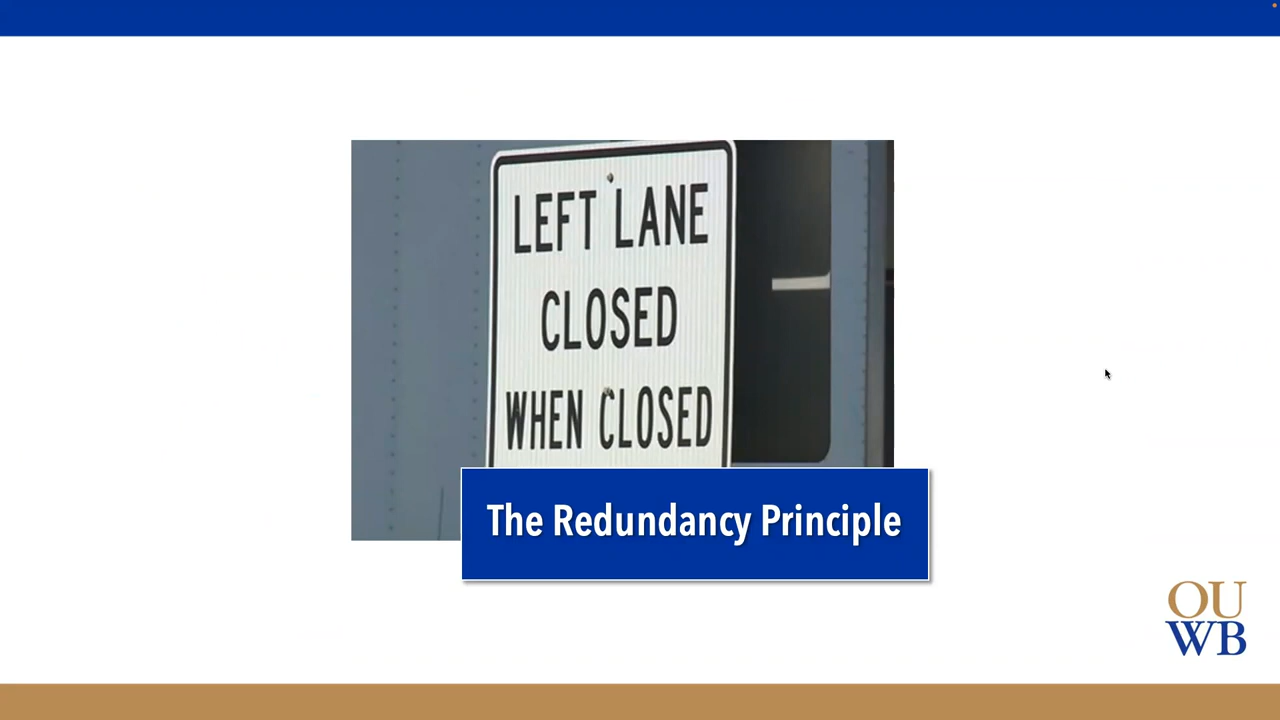 LEFT LANE
CLOSED
WHEN CLOSED
The Redundancy Principle
OU
WB